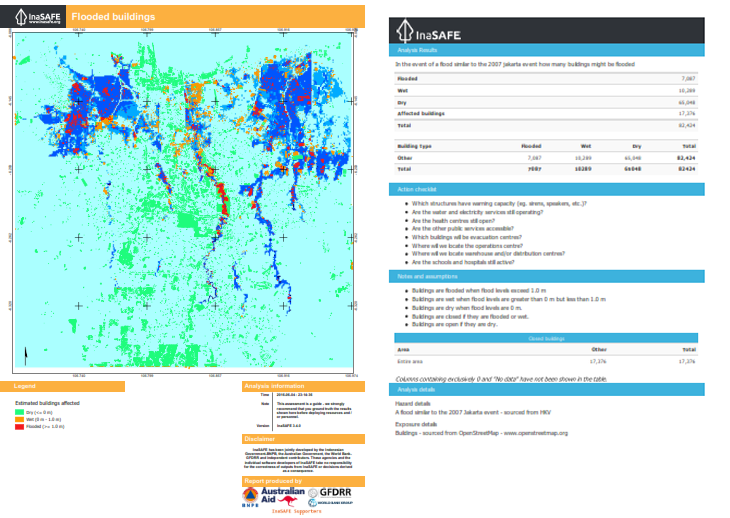 InaSAFE
www.inasafe.org
Flooded buildings
Legend
Estimated buildings affected
Dry (<= 0 m)
Wet (0 m - 1.0 m)
Flooded (>= 1.0 m)
Analysis information
Time
Note
This assessment is a guide - we strongly
recommend that you ground truth the results
shown here before deploying resources and /
or personnel.
Version
InaSAFE 3.4.0
Disclaimer
InaSAFE has been jointly developed by the Indonesian
Government-BNPB, the Australian Government, the World Bank-
GFDRR and independent contributors. These agencies and the
individual software developers of InaSAFE take no responsibility
for the correctness of outputs from InaSAFE or decisions derived
as a consequence.
Report produced by
BNPB
Australian
Aid
GFDRR
WORLD BANK GROUP
InaSAFE Supporters
InaSAFE
Analysis Results
In the event of a flood similar to the 2007 Jakarta event how many buildings might be flooded
Flooded 7,087
Wet 10,289
Dry 65,048
Affected buildings 17,376
Total 82,424
Building type Flooded Wet Dry Total
Other 7,087 10,289 65,048 82,424
Total 7087 10289 65048 82424
Action checklist
Which structures have warning capacity (eg. sirens, speakers, etc.)?
Are the water and electricity services still operating?
Are the health centres still open?
Are the other public services accessible?
Which buildings will be evacuation centres?
Where will we locate the operations centre?
Where will we locate warehouse and/or distribution centres?
Are the schools and hospitals still active?
Notes and assumptions
Buildings are flooded when flood levels exceed 1.0 m
Buildings are wet when flood levels are greater than 0 m but less than 1.0 m
Buildings are dry when flood levels are 0 m.
Buildings are closed if they are flooded or wet.
Buildings are open if they are dry.
Closed buildings
Area Other Total
Entire area 17,376 17,376
Columns containing exclusively 0 and "No data" have not been shown in the table.
Analysis details
Hazard details
A flood similar to the 2007 Jakarta event - sourced from HKV
Exposure details
Buildings - sourced from OpenStreetMap - www.openstreetmap.org